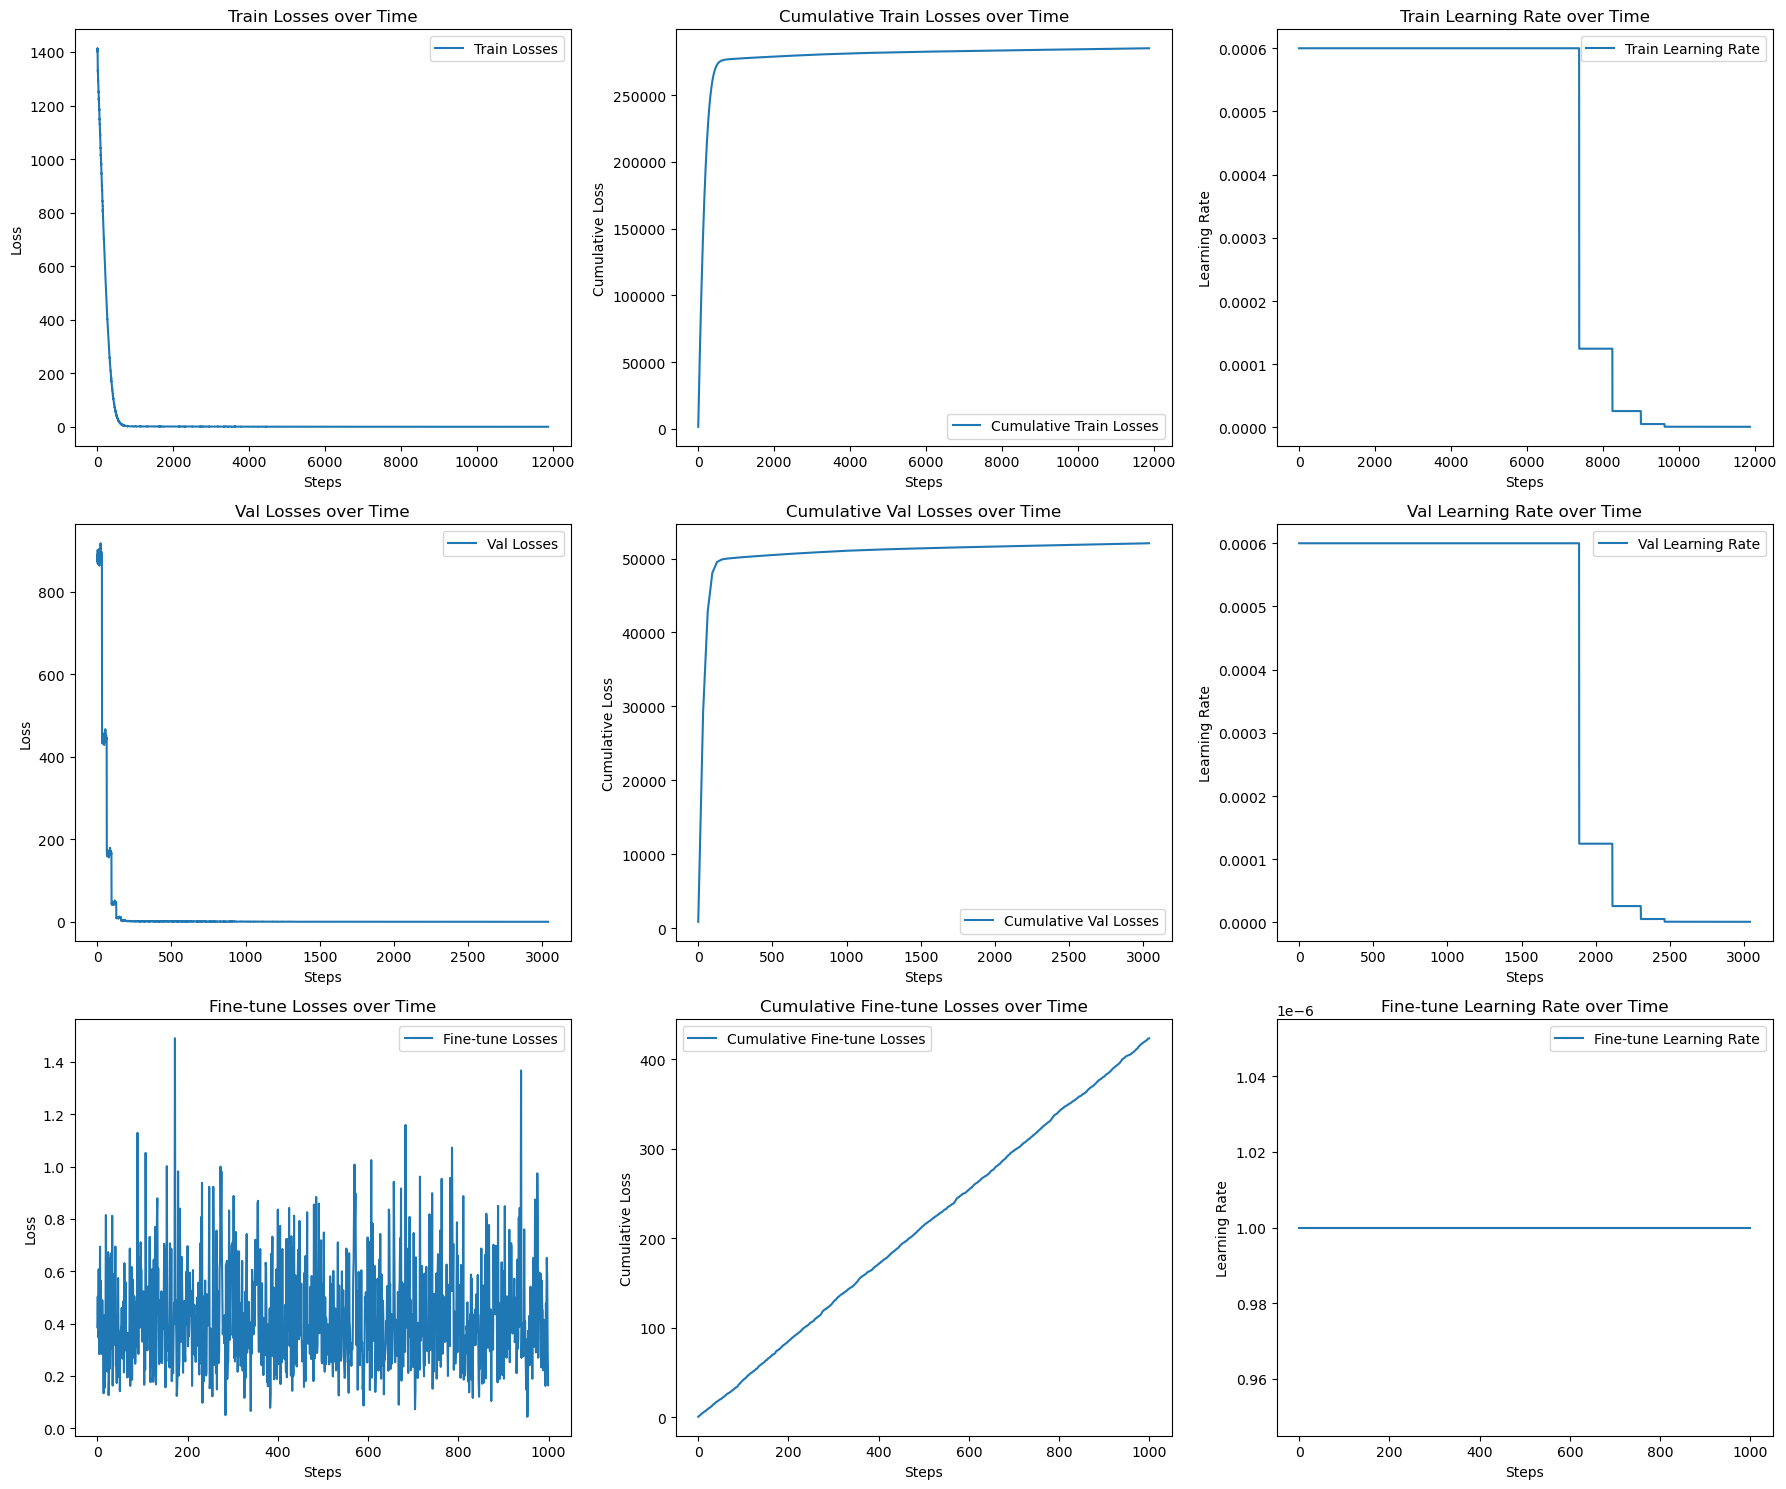 Train Losses over Time
Train Losses
1400
1200
1000
800
600
400
200
0
Loss
0 2000 4000 6000 8000 10000 12000
Steps
Cumulative Train Losses over Time
250000
200000
150000
100000
50000
0
Cumulative Loss
Cumulative Train Losses
0 2000 4000 6000 8000 10000 12000
Steps
Train Learning Rate over Time
Train Learning Rate
0.0006
0.0005
0.0004
0.0003
0.0002
0.0001
0.0000
Learning Rate
0 2000 4000 6000 8000 10000 12000
Steps
Val Losses over Time
Val Losses
800
600
400
200
0
Loss
0 500 1000 1500 2000 2500 3000
Steps
Cumulative Val Losses over Time
50000
40000
30000
20000
10000
0
Cumulative Loss
Cumulative Val Losses
0 500 1000 1500 2000 2500 3000
Steps
Val Learning Rate over Time
Val Learning Rate
0.0006
0.0005
0.0004
0.0003
0.0002
0.0001
0.0000
Learning Rate
0 500 1000 1500 2000 2500 3000
Steps
Fine-tune Losses over Time
Fine-tune Losses
1.4
1.2
1.0
0.8
0.6
0.4
0.2
0.0
Loss
0 200 400 600 800 1000
Steps
Cumulative Fine-tune Losses over Time
Cumulative Fine-tune Losses
400
300
200
100
0
Cumulative Loss
0 200 400 600 800 1000
Steps
Fine-tune Learning Rate over Time
1e−6
Fine-tune Learning Rate
1.04
1.02
1.00
0.98
0.96
Learning Rate
0 200 400 600 800 1000
Steps